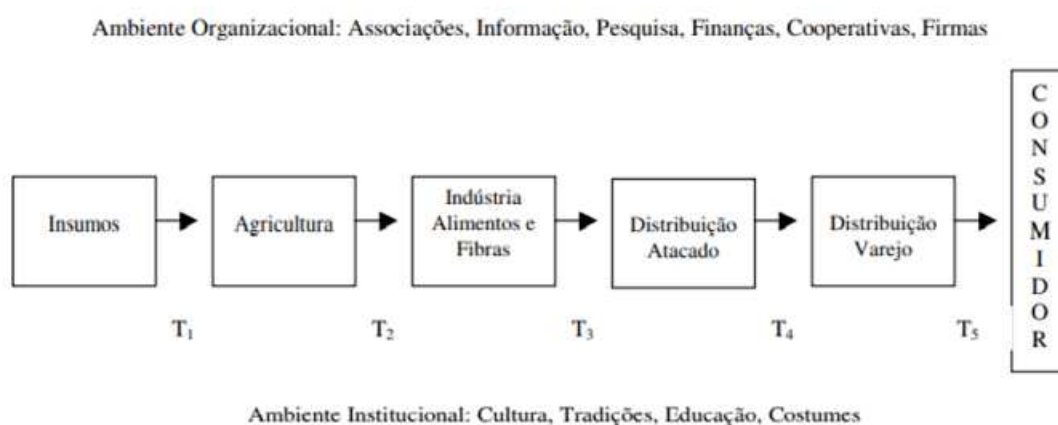 Ambiente Organizacional: Associações, Informação, Pesquisa, Finanças, Cooperativas, Firmas
Insumos
Agricultura
Indústria
Alimentos e
Fibras
Distribuição
Atacado
Distribuição
Varejo
C
O
N
S
U
M
I
D
O
R
T₁
T₂
T₃
T₄
T₅
Ambiente Institucional: Cultura, Tradições, Educação, Costumes